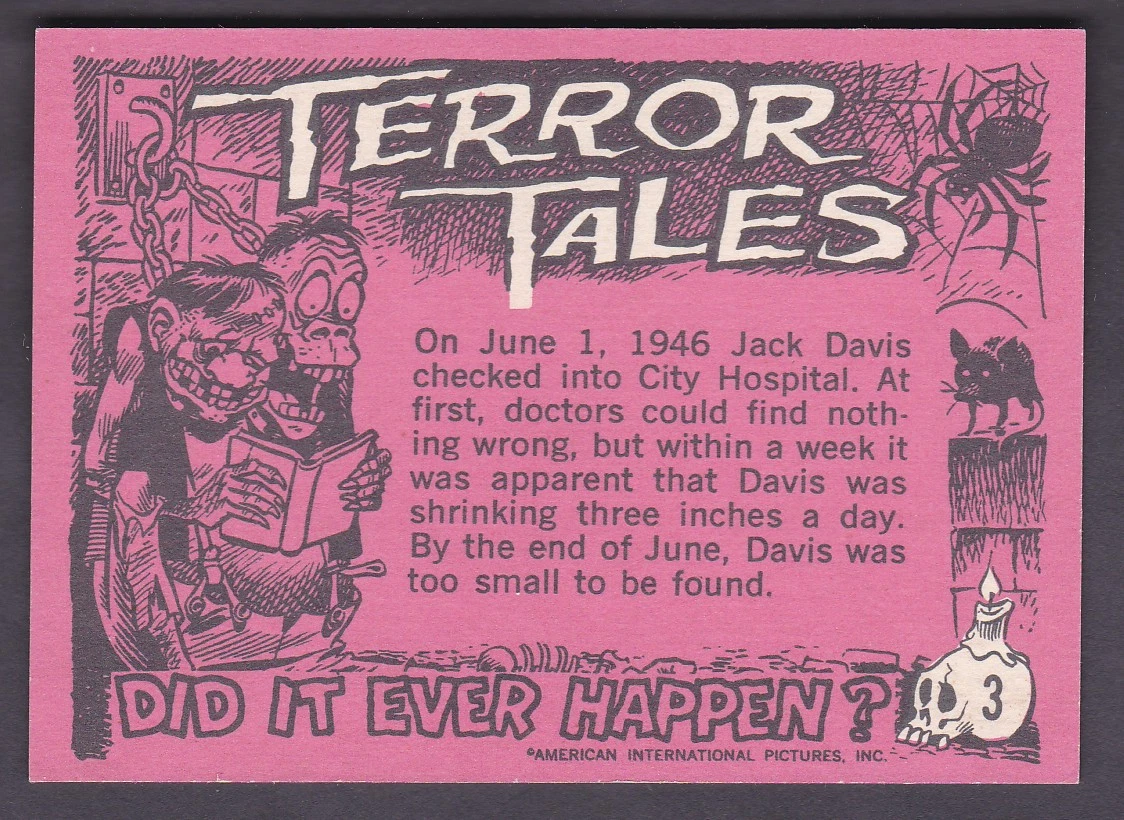 TERROR
TALES
On June 1, 1946 Jack Davis
checked into City Hospital. At
first, doctors could find noth-
ing wrong, but within a week it
was apparent that Davis was
shrinking three inches a day.
By the end of June, Davis was
too small to be found.
DID IT EVER HAPPEN?
3
©AMERICAN INTERNATIONAL PICTURES, INC.